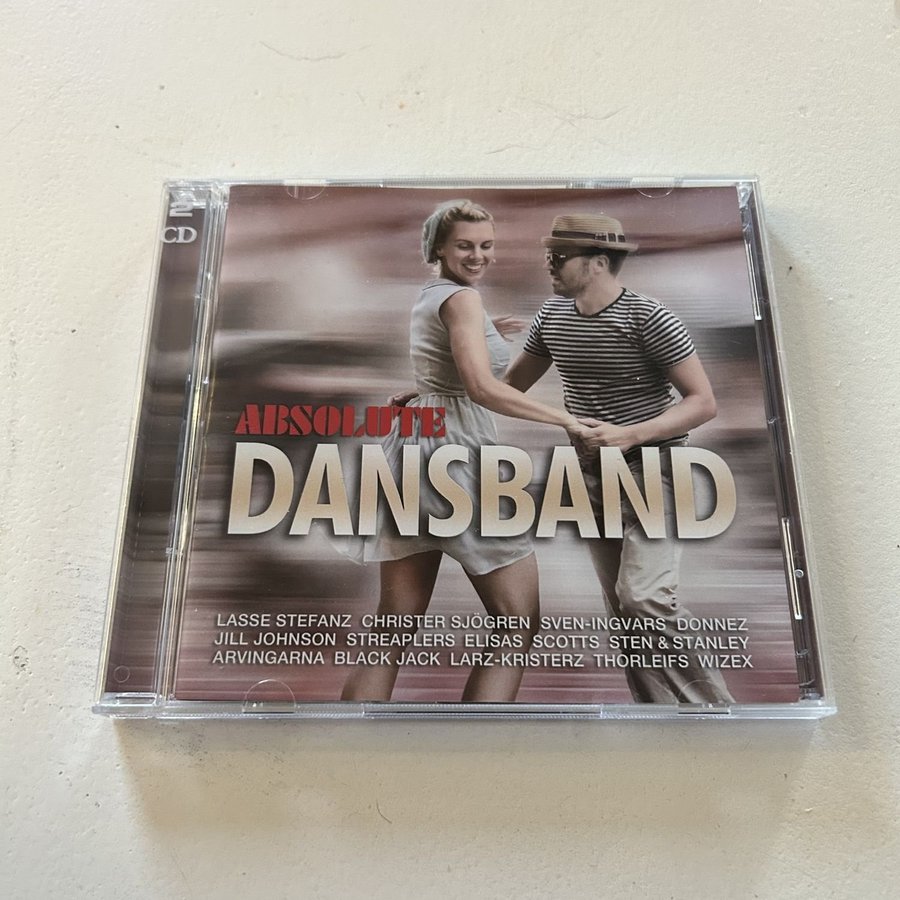 2
CD
ABSOLUTE
DANSBAND
LASSE STEFANZ CHRISTER SJÖGREN SVEN-INGVARS DONNEZ
JILL JOHNSON STREAPLERS ELISAS SCOTTS STEN & STANLEY
ARVINGARNA BLACK JACK LARZ-KRISTERZ THORLEIFS WIZEX